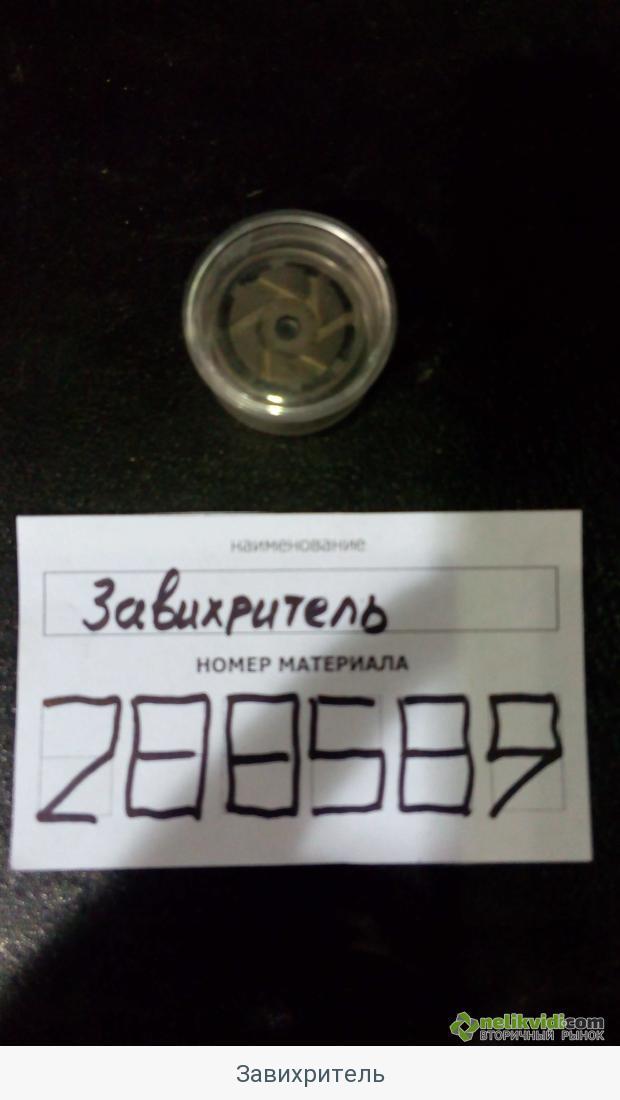 наименование
Завихритель
НОМЕР МАТЕРИАЛА
288589
nelikvidi.com
ВТОРИЧНЫЙ РЫНОК
Завихритель